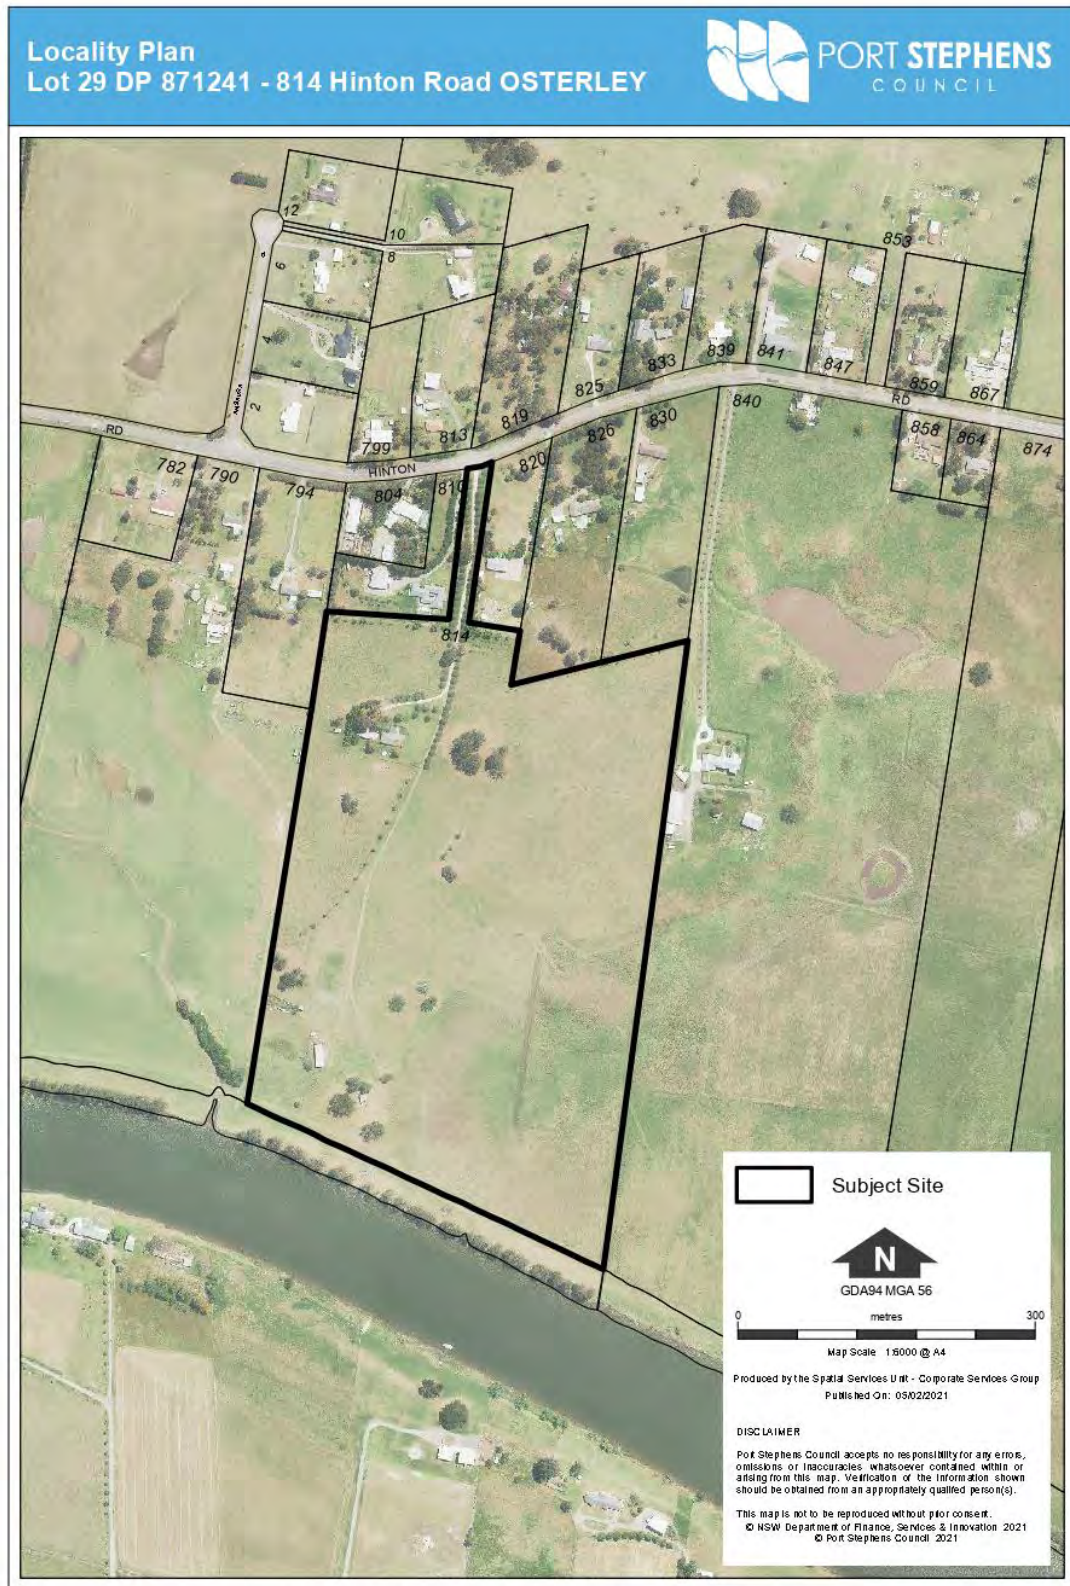 Locality Plan
Lot 29 DP 871241 - 814 Hinton Road OSTERLEY
PORT STEPHENS
COUNCIL
12
10
8
6
853
4
2
833
839
841
847
859
867
825
819
RD
RD
799
813
HINTON
820
826
830
840
858
864
874
782
790
794
804
810
814
Subject Site
N
GDA94 MGA 56
0 metres 300
Map Scale 1:6000 @ A4
Produced by the Spatial Services Unit - Corporate Services Group
Published On: 09/02/2021
DISCLAIMER
Port Stephens Council accepts no responsibility for any errors,
omissions or inaccuracies whatsoever contained within or
arising from this map. Verification of the information shown
should be obtained from an appropriately qualified person(s).
This map is not to be reproduced without prior consent.
© NSW Department of Finance, Services & Innovation 2021
© Port Stephens Council 2021